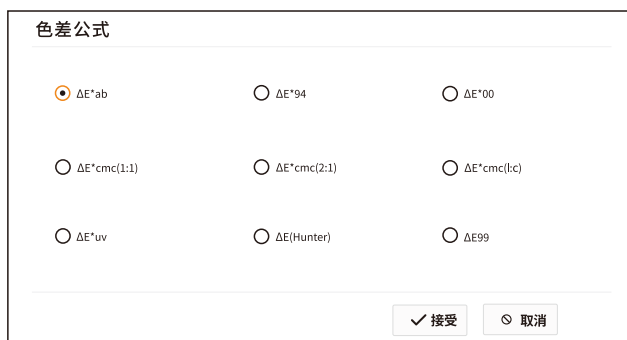 色差公式
ΔE*ab
ΔE*94
ΔE*00
ΔE*cmc(1:1)
ΔE*cmc(2:1)
ΔE*cmc(l:c)
ΔE*uv
ΔE(Hunter)
ΔE99
接受
取消